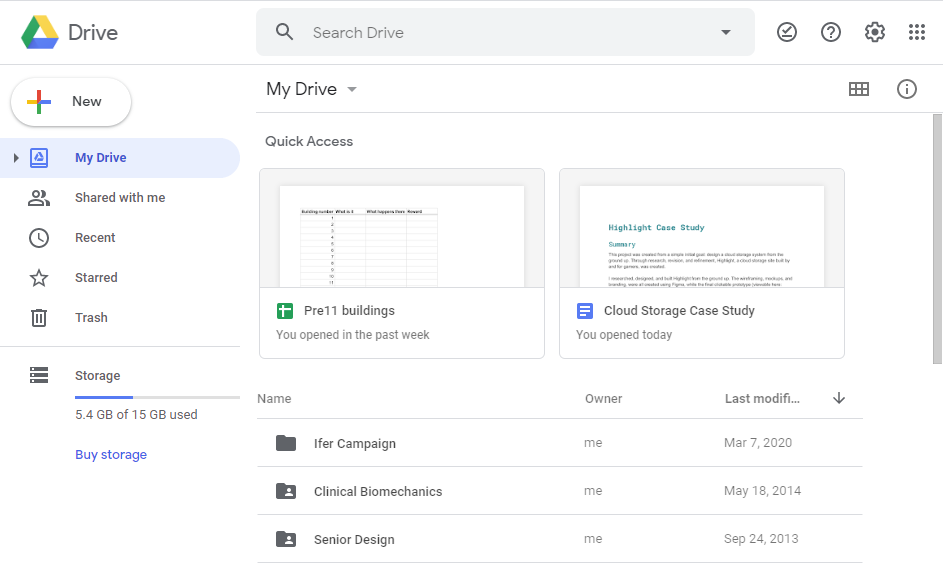 Drive
Search Drive
New
My Drive
Shared with me
Recent
Starred
Trash
Storage
5.4 GB of 15 GB used
Buy storage
My Drive
Quick Access
Building number What is it What happens there Reward
1
2
3
4
5
6
7
8
9
10
11
Pre11 buildings
You opened in the past week
Highlight Case Study
Summary
This project was created from a simple initial goal: design a cloud storage system from the
ground up. Through research, revision, and refinement, Highlight, a cloud storage site built by
and for gamers, was created.
I researched, designed, and built Highlight from the ground up. The wireframing, mockups, and
branding, were all created using Figma, while the final clickable prototype (viewable here
Cloud Storage Case Study
You opened today
Name Owner Last modifi...
Ifer Campaign me Mar 7, 2020
Clinical Biomechanics me May 18, 2014
Senior Design me Sep 24, 2013